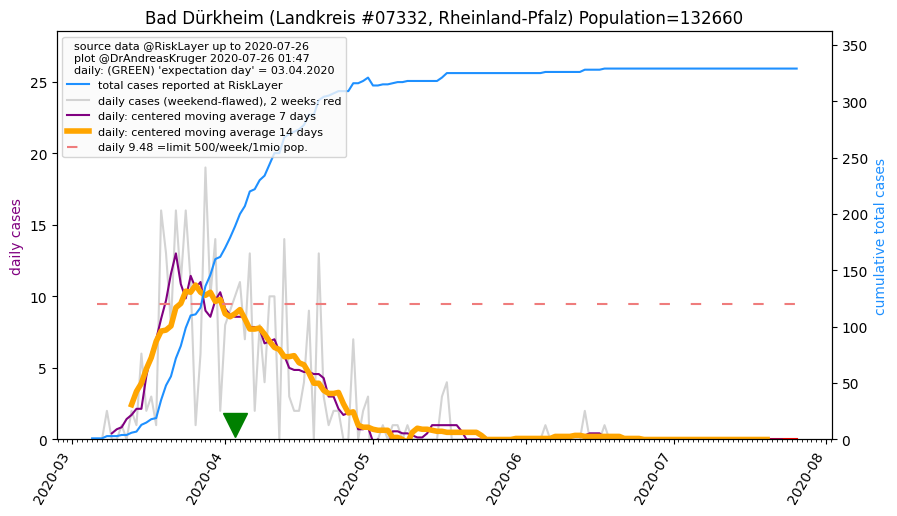 Bad Dürkheim (Landkreis #07332, Rheinland-Pfalz) Population=132660
source data @RiskLayer up to 2020-07-26
plot @DrAndreasKruger 2020-07-26 01:47
daily: (GREEN) 'expectation day' = 03.04.2020
total cases reported at RiskLayer
daily cases (weekend-flawed), 2 weeks: red
daily: centered moving average 7 days
daily: centered moving average 14 days
daily 9.48 =limit 500/week/1mio pop.
daily cases
25
20
15
10
5
0
cumulative total cases
350
300
250
200
150
100
50
0
2020-03
2020-04
2020-05
2020-06
2020-07
2020-08